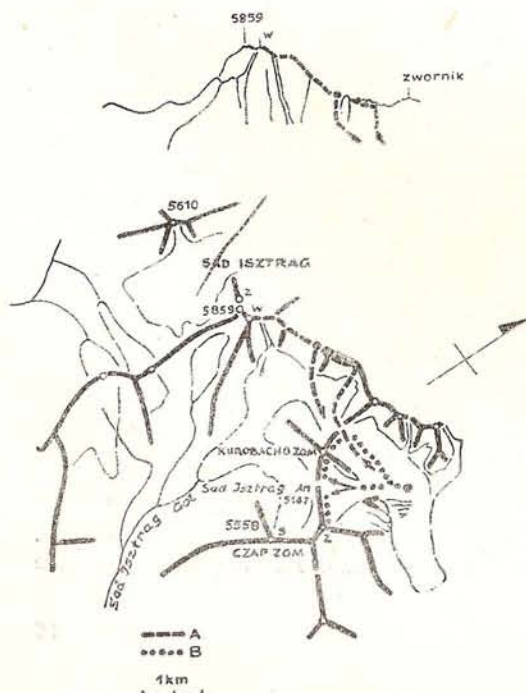 5859
W
zwornik
5610
SAD ISZTRAG
Z
5859
W
KUROBACHO ZOM
Sad Isztrag An
5147
Sad Isztrag Gol
5558
S
CZAP ZOM
Z
A
B
1km